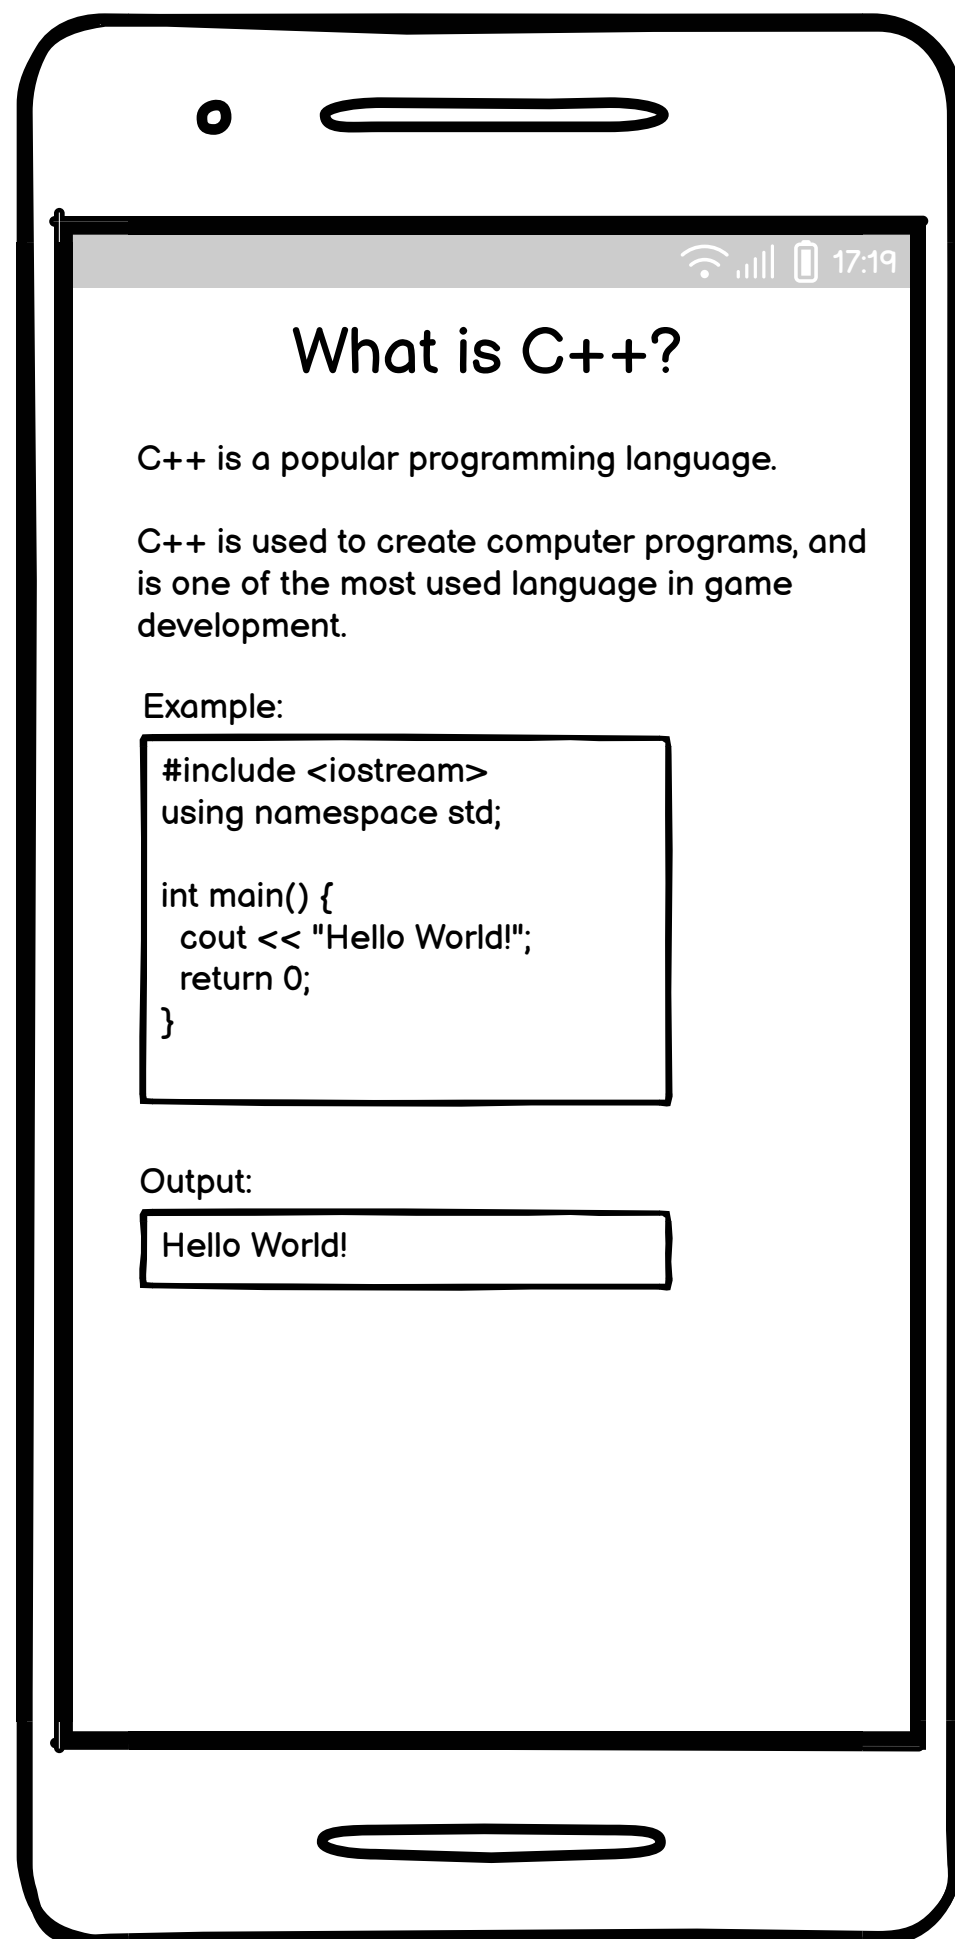 17:19
What is C++?
C++ is a popular programming language.
C++ is used to create computer programs, and
is one of the most used language in game
development.
Example:
#include <iostream>
using namespace std;
int main() {
  cout << "Hello World!";
  return 0;
}
Output:
Hello World!